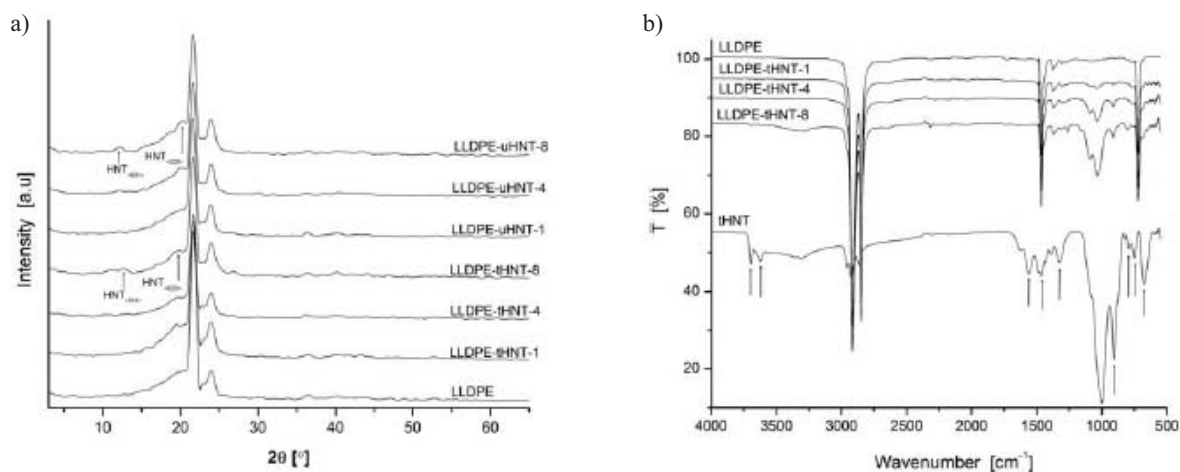 a)
Intensity [a.u]
LLDPE-uHNT-8
HNT
HNT
LLDPE-uHNT-4
LLDPE-uHNT-1
LLDPE-tHNT-8
HNT
HNT
LLDPE-tHNT-4
LLDPE-tHNT-1
LLDPE
10 20 30 40 50 60
2θ [°]
b)
T [%]
100
80
60
40
20
LLDPE
LLDPE-tHNT-1
LLDPE-tHNT-4
LLDPE-tHNT-8
tHNT
4000 3500 3000 2500 2000 1500 1000 500
Wavenumber [cm⁻¹]